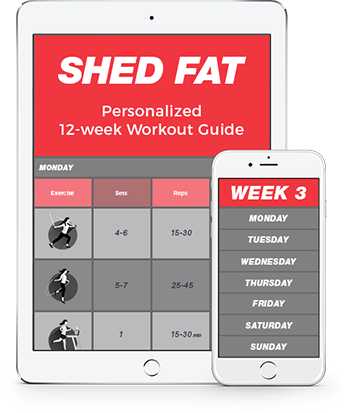 SHED FAT
Personalized
12-week Workout Guide
MONDAY
Exercise Sets Reps
4-6 15-30
5-7 25-45
1 15-30 min
WEEK 3
MONDAY
TUESDAY
WEDNESDAY
THURSDAY
FRIDAY
SATURDAY
SUNDAY